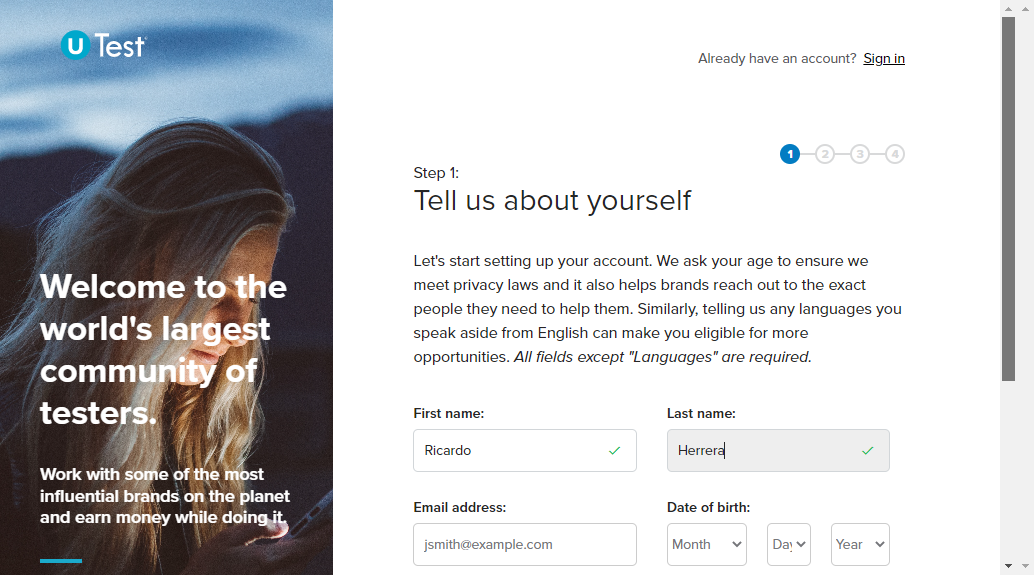 U Test
Already have an account? Sign in
1 2 3 4
Step 1:
Tell us about yourself
Let's start setting up your account. We ask your age to ensure we
meet privacy laws and it also helps brands reach out to the exact
people they need to help them. Similarly, telling us any languages you
speak aside from English can make you eligible for more
opportunities. All fields except "Languages" are required.
Welcome to the
world's largest
community of
testers.
Work with some of the most
influential brands on the planet
and earn money while doing it.
First name: Last name:
Ricardo Herrera
Email address: Date of birth:
jsmith@example.com Month Day Year